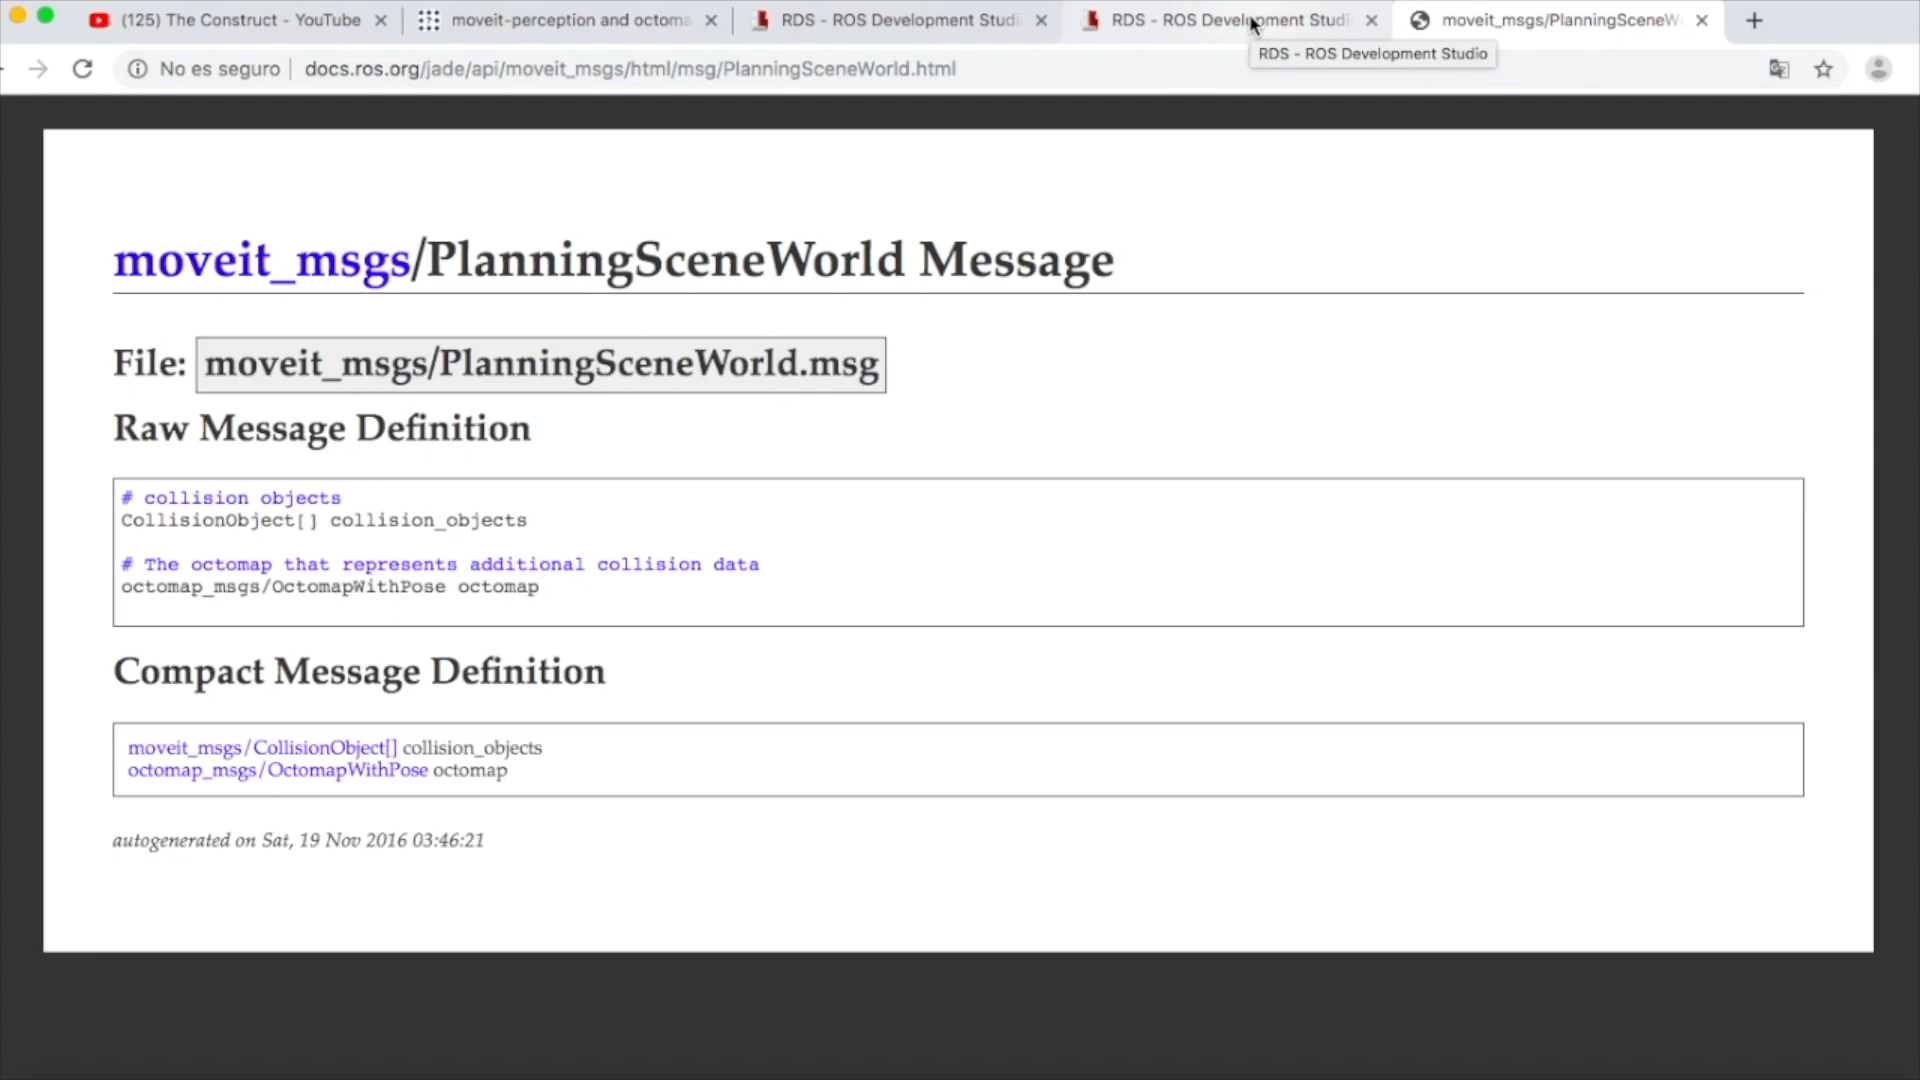 (125) The Construct - YouTube
moveit-perception and octoma
RDS - ROS Development Studi
RDS - ROS Development Studi
moveit_msgs/PlanningSceneW
No es seguro
docs.ros.org/jade/api/moveit_msgs/html/msg/PlanningSceneWorld.html
RDS - ROS Development Studio
moveit_msgs/PlanningSceneWorld Message
File: moveit_msgs/PlanningSceneWorld.msg
Raw Message Definition
# collision objects
CollisionObject[] collision_objects
# The octomap that represents additional collision data
octomap_msgs/OctomapWithPose octomap
Compact Message Definition
moveit_msgs/CollisionObject[] collision_objects
octomap_msgs/OctomapWithPose octomap
autogenerated on Sat, 19 Nov 2016 03:46:21